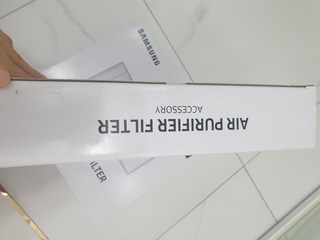 SAMSUNG
AIR PURIFIER FILTER
ACCESSORY